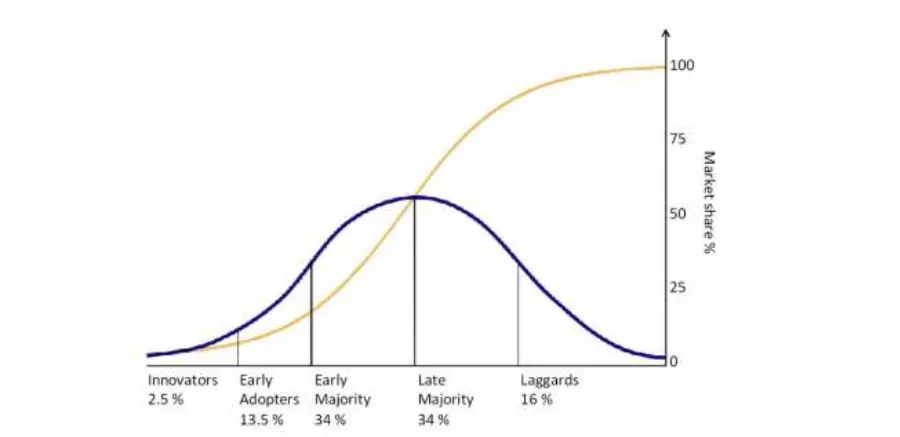 100
75
50
25
0
Market share %
Innovators
2.5 %
Early
Adopters
13.5 %
Early
Majority
34 %
Late
Majority
34 %
Laggards
16 %